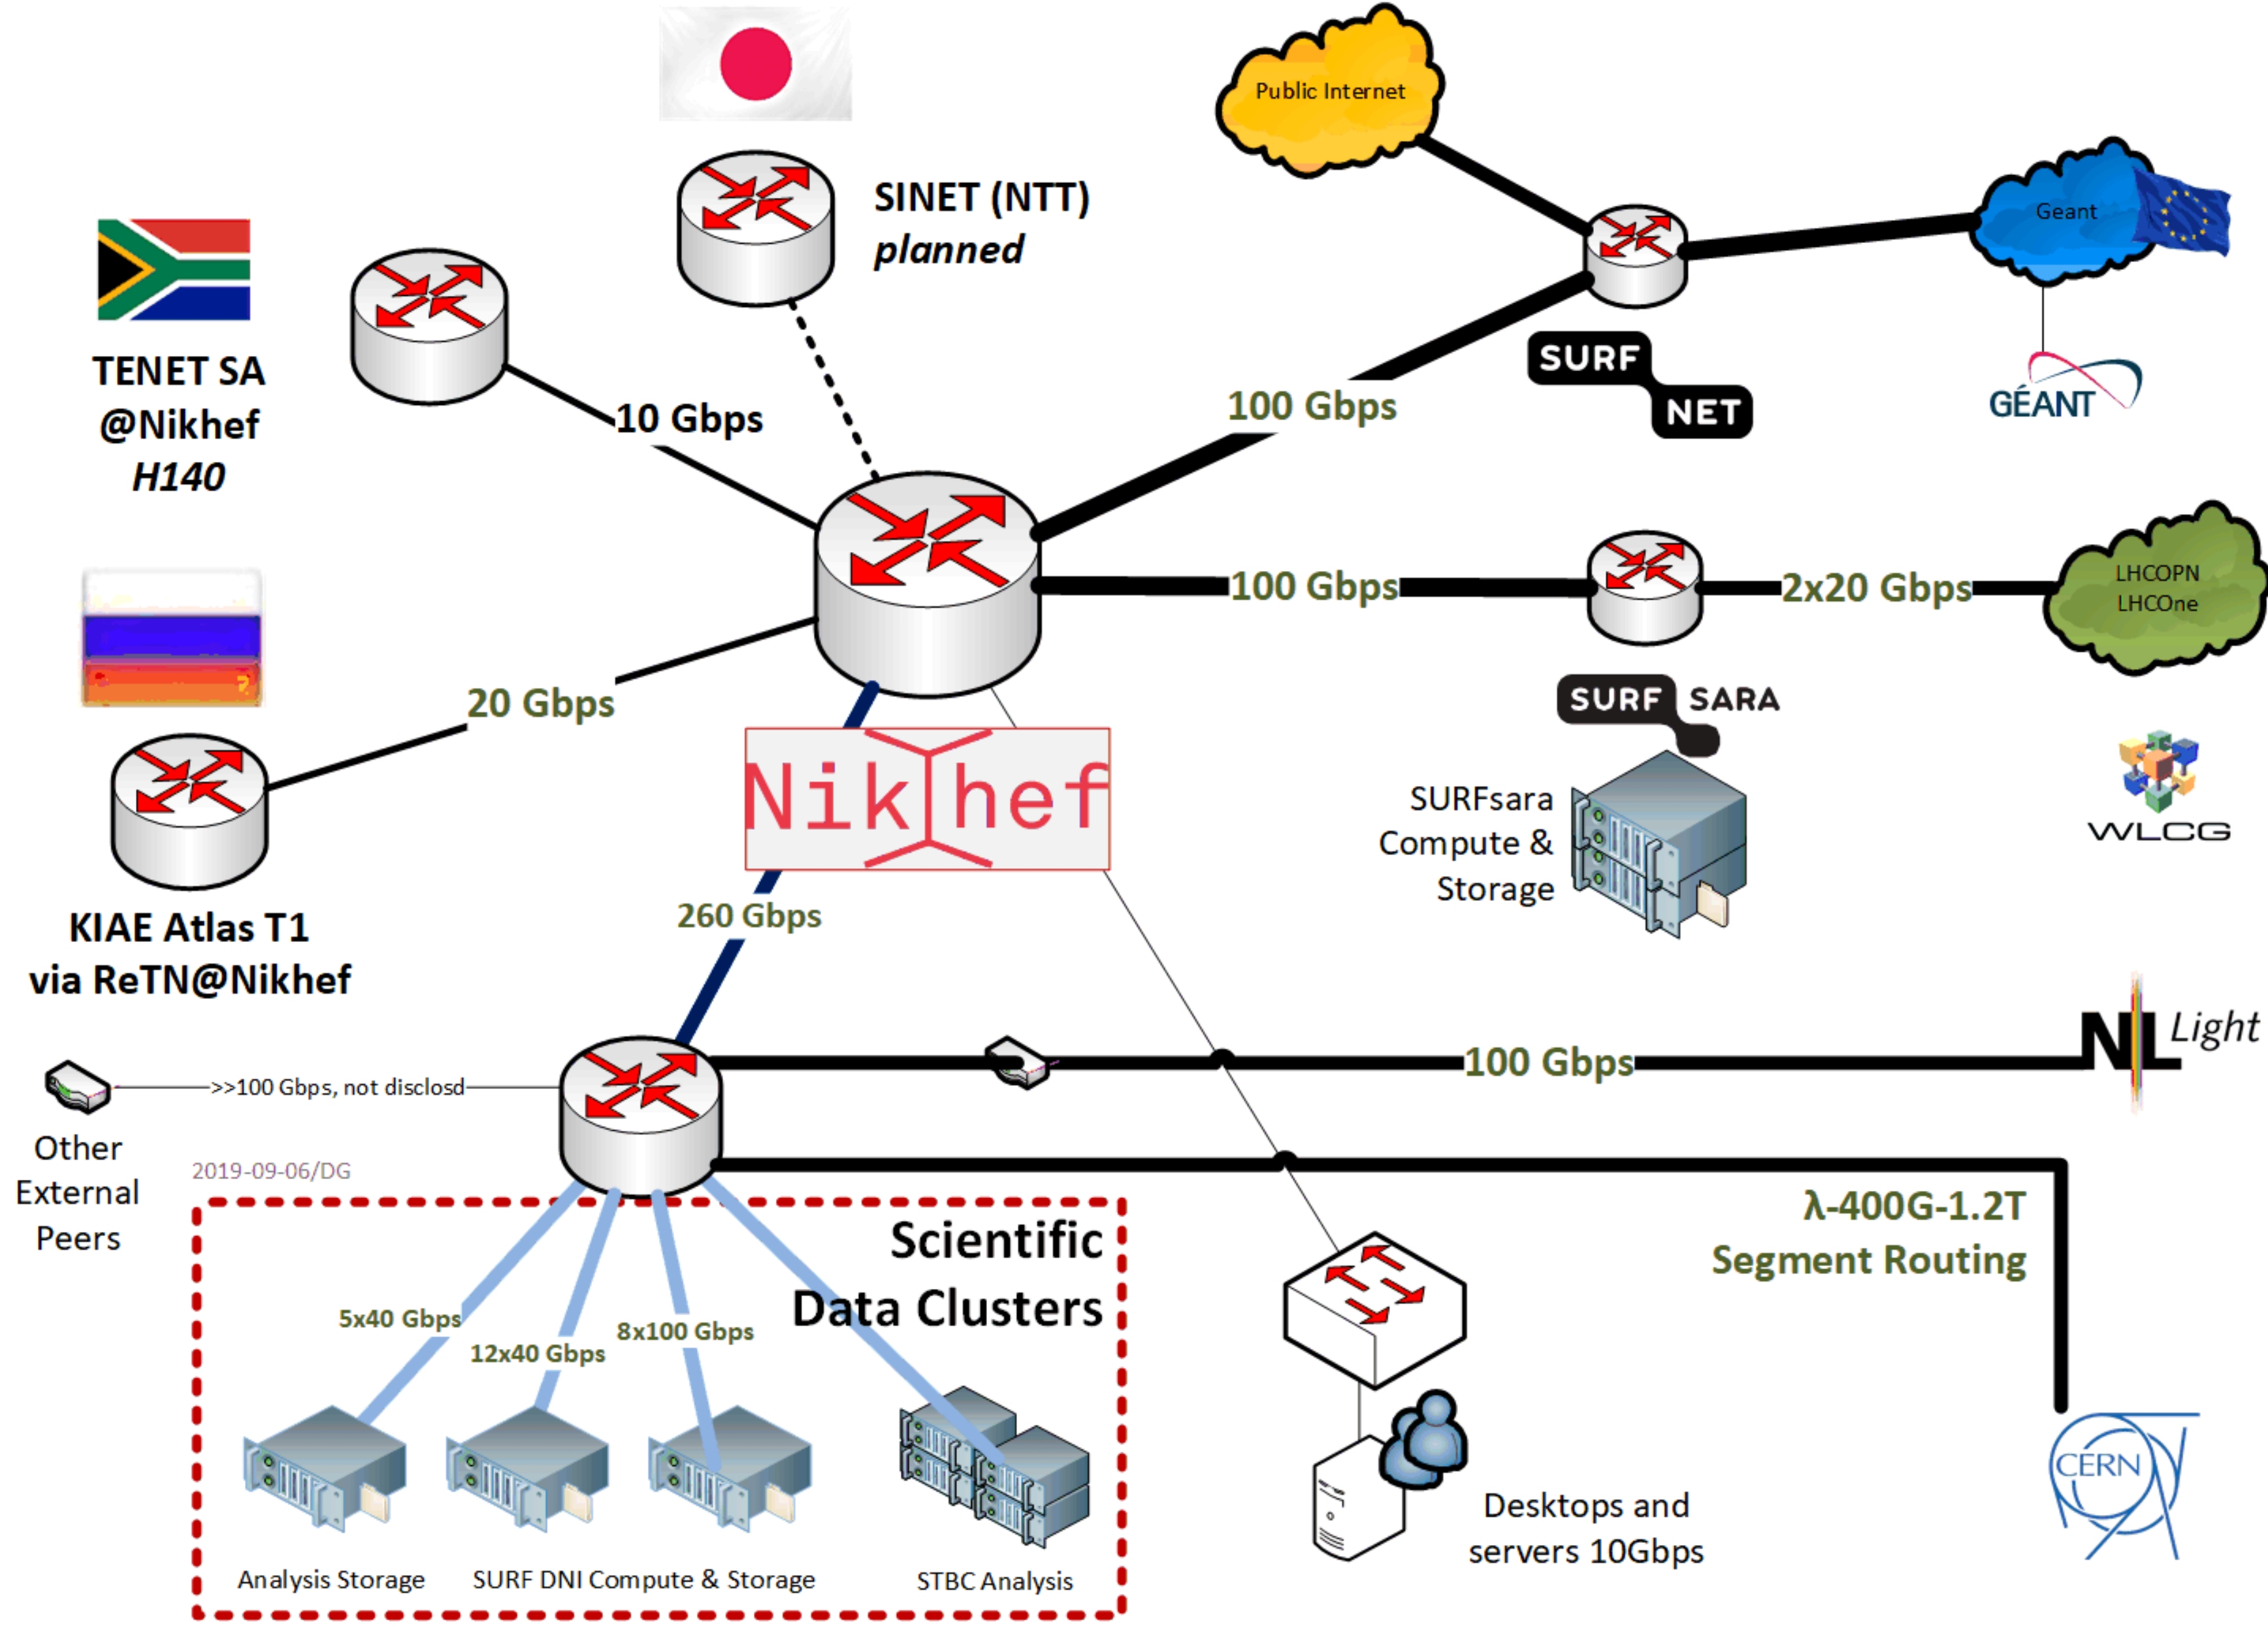 Public Internet
SINET (NTT)
planned
Geant
TENET SA
@Nikhef
H140
10 Gbps
100 Gbps
SURF
NET
GÉANT
100 Gbps
2x20 Gbps
LHCOPN
LHCOne
20 Gbps
SURF SARA
Nikhef
SURFsara
Compute &
Storage
WLCG
260 Gbps
KIAE Atlas T1
via ReTN@Nikhef
NL Light
100 Gbps
>>100 Gbps, not disclosd
Other
External
Peers
2019-09-06/DG
λ-400G-1.2T
Segment Routing
Scientific
Data Clusters
5x40 Gbps
12x40 Gbps
8x100 Gbps
CERN
Desktops and
servers 10Gbps
Analysis Storage
SURF DNI Compute & Storage
STBC Analysis